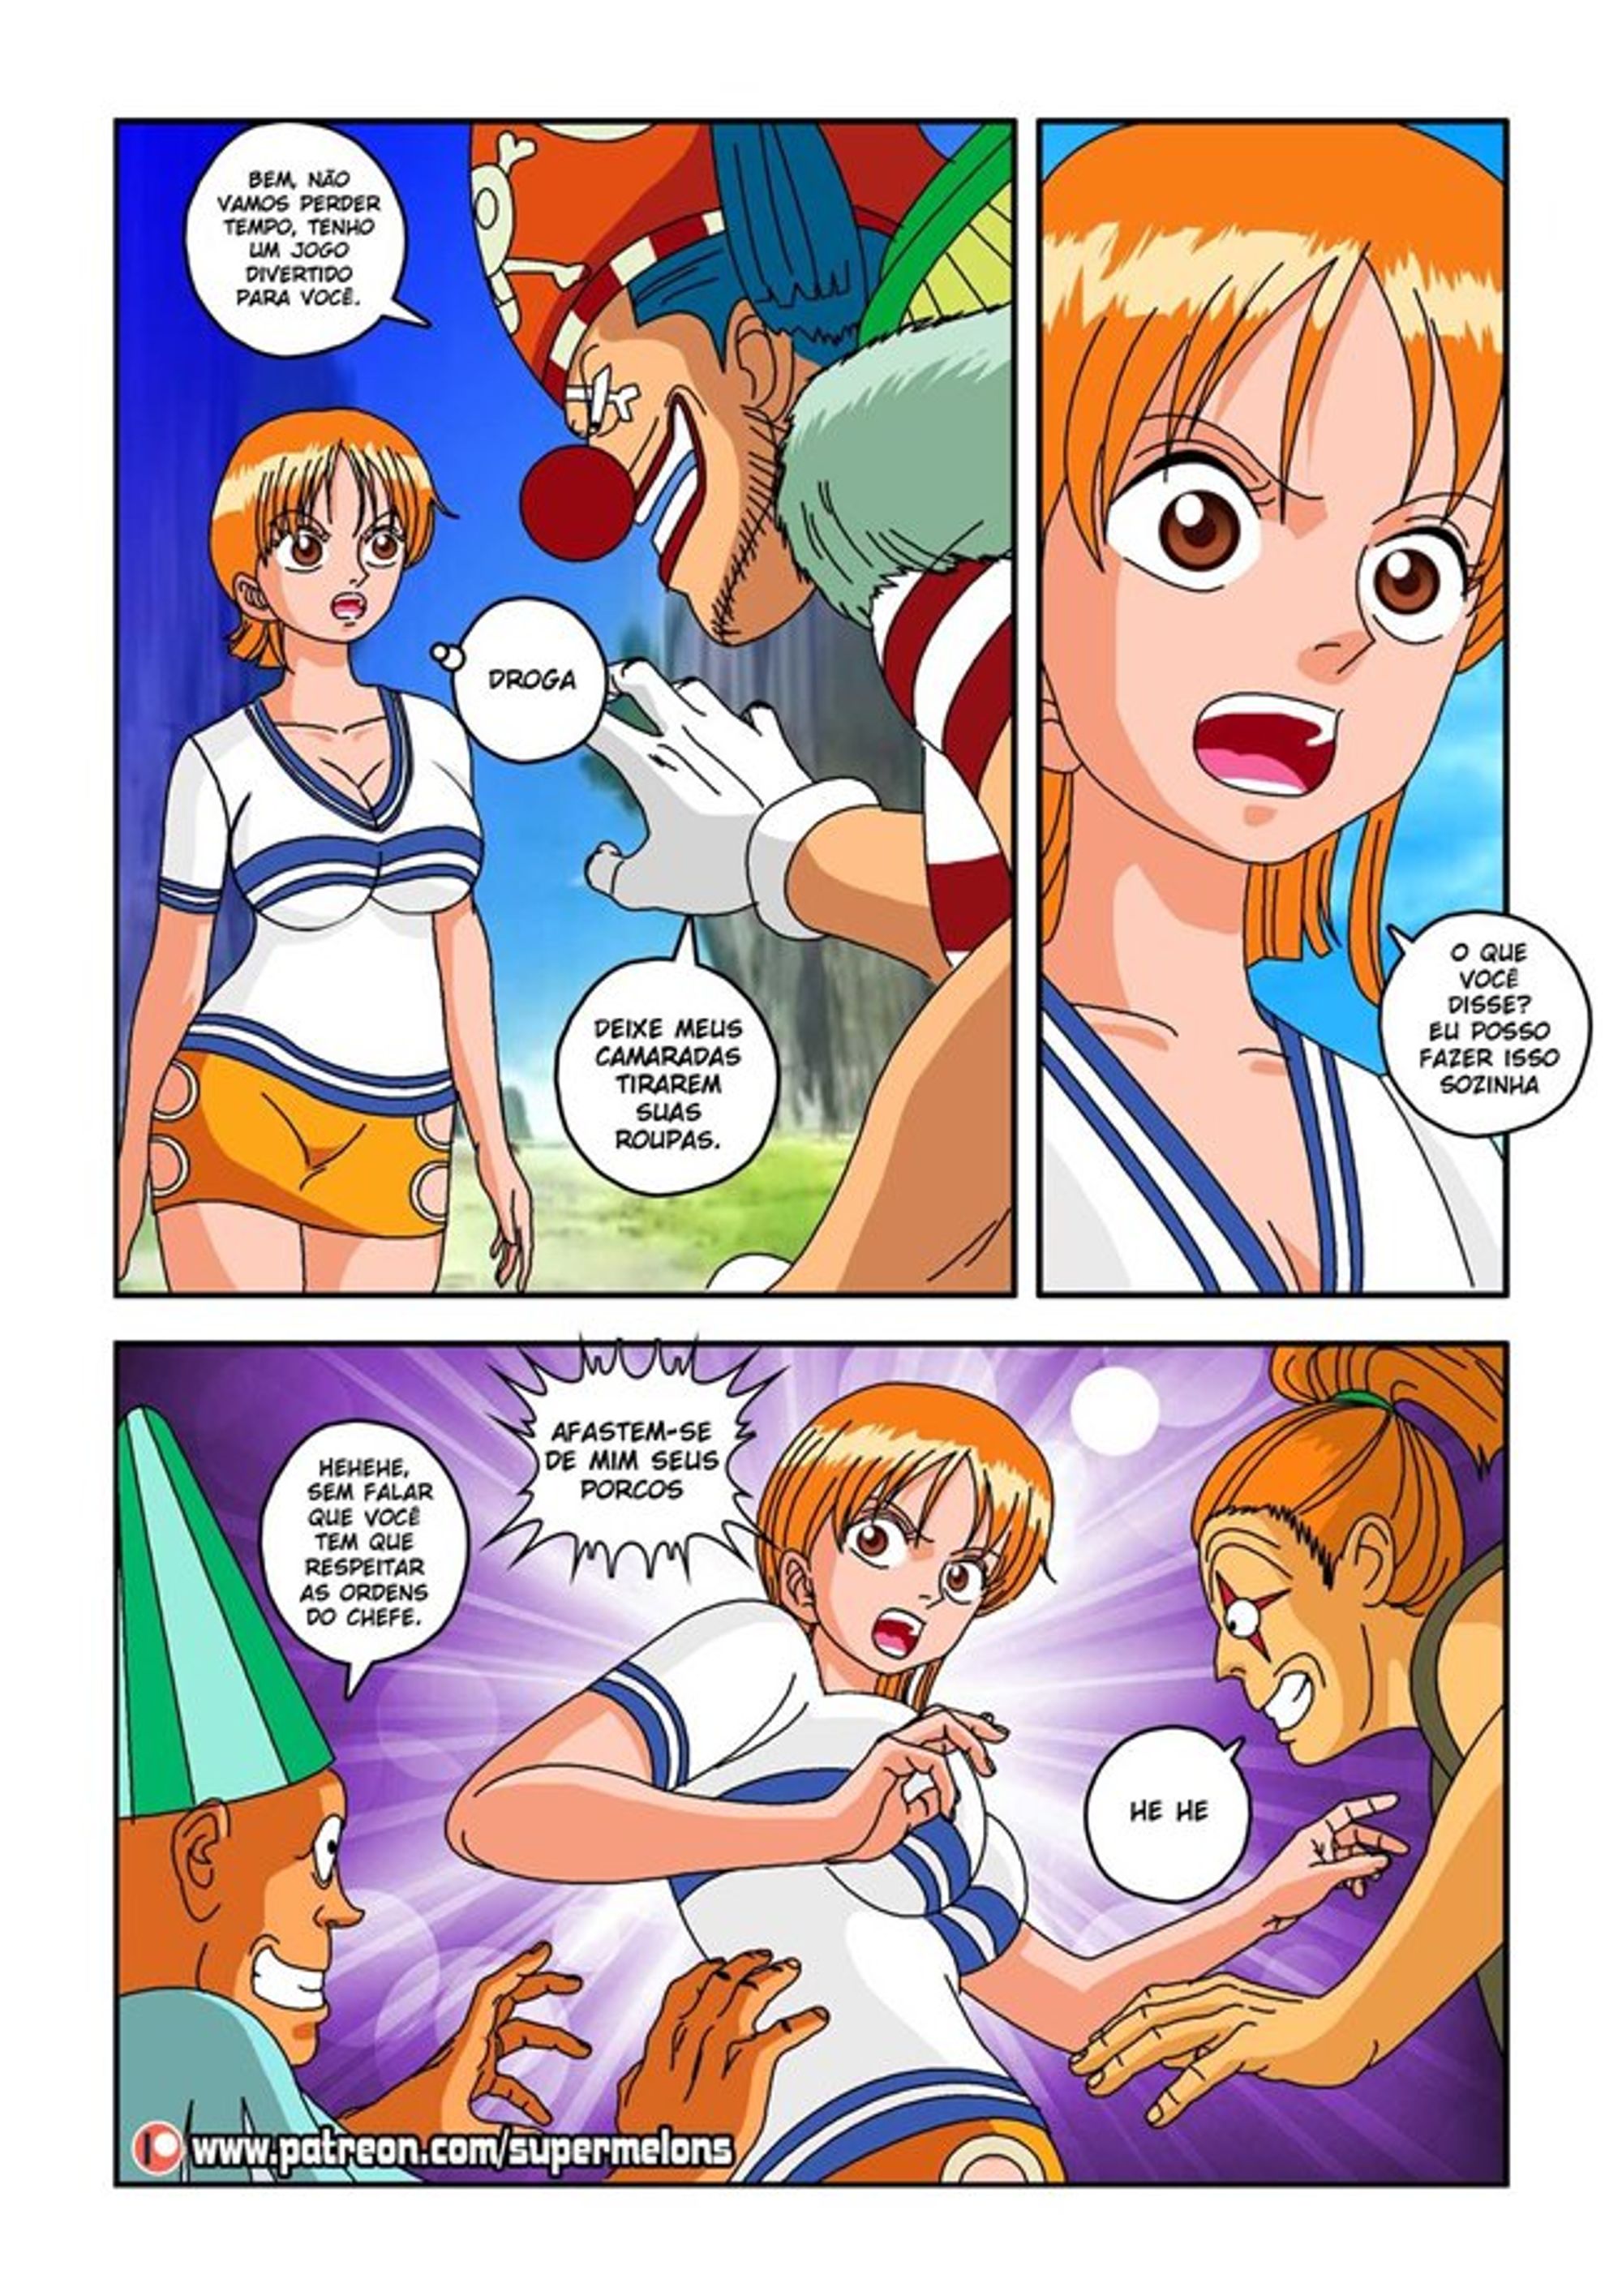 BEM, NÃO
VAMOS PERDER
TEMPO, TENHO
UM JOGO
DIVERTIDO
PARA VOCÊ.
DROGA
DEIXE MEUS
CAMARADAS
TIRAREM
SUAS
ROUPAS.
O QUE
VOCÊ
DISSE?
EU POSSO
FAZER ISSO
SOZINHA
HEHEHE,
SEM FALAR
QUE VOCÊ
TEM QUE
RESPEITAR
AS ORDENS
DO CHEFE.
AFASTEM-SE
DE MIM SEUS
PORCOS
HE HE
www.patreon.com/supermelons